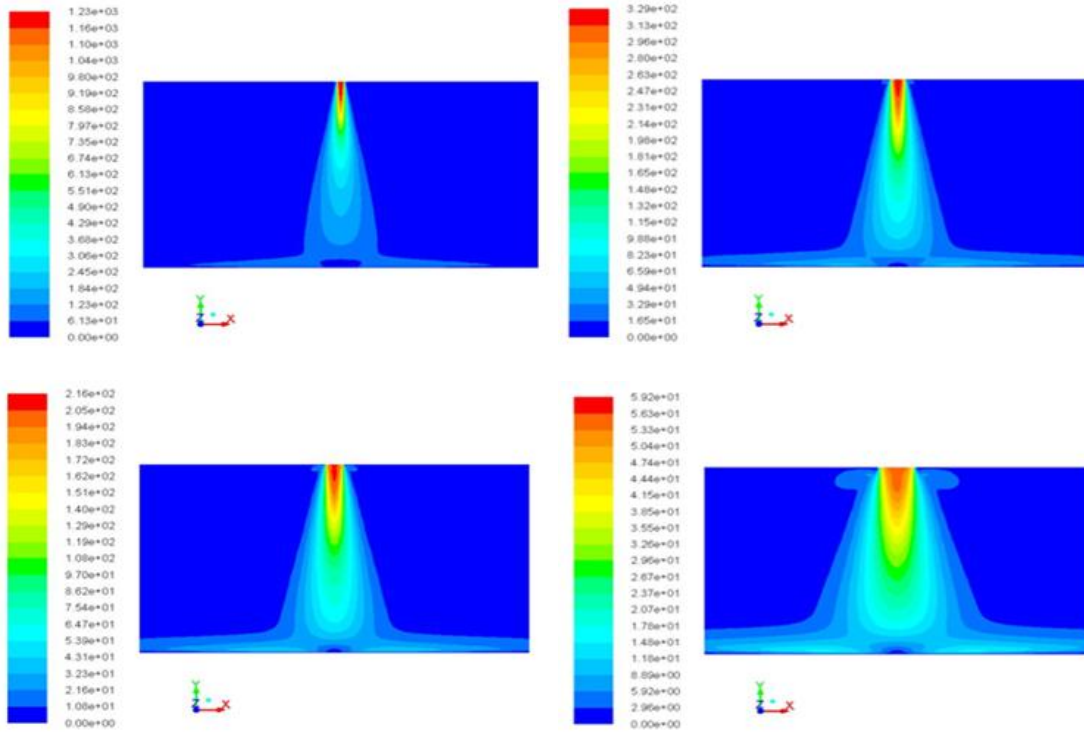 1.23e+03
1.16e+03
1.10e+03
1.04e+03
9.80e+02
9.19e+02
8.58e+02
7.97e+02
7.35e+02
6.74e+02
6.13e+02
5.51e+02
4.90e+02
4.29e+02
3.68e+02
3.06e+02
2.45e+02
1.84e+02
1.23e+02
6.13e+01
0.00e+00
Y
Z X
3.29e+02
3.13e+02
2.96e+02
2.80e+02
2.63e+02
2.47e+02
2.31e+02
2.14e+02
1.98e+02
1.81e+02
1.65e+02
1.48e+02
1.32e+02
1.15e+02
9.88e+01
8.23e+01
6.59e+01
4.94e+01
3.29e+01
1.65e+01
0.00e+00
Y
Z X
2.16e+02
2.05e+02
1.94e+02
1.83e+02
1.72e+02
1.62e+02
1.51e+02
1.40e+02
1.29e+02
1.19e+02
1.08e+02
9.70e+01
8.62e+01
7.54e+01
6.47e+01
5.39e+01
4.31e+01
3.23e+01
2.16e+01
1.08e+01
0.00e+00
Y
Z X
5.92e+01
5.63e+01
5.33e+01
5.04e+01
4.74e+01
4.44e+01
4.15e+01
3.85e+01
3.55e+01
3.26e+01
2.96e+01
2.67e+01
2.37e+01
2.07e+01
1.78e+01
1.48e+01
1.18e+01
8.89e+00
5.92e+00
2.96e+00
0.00e+00
Y
Z X